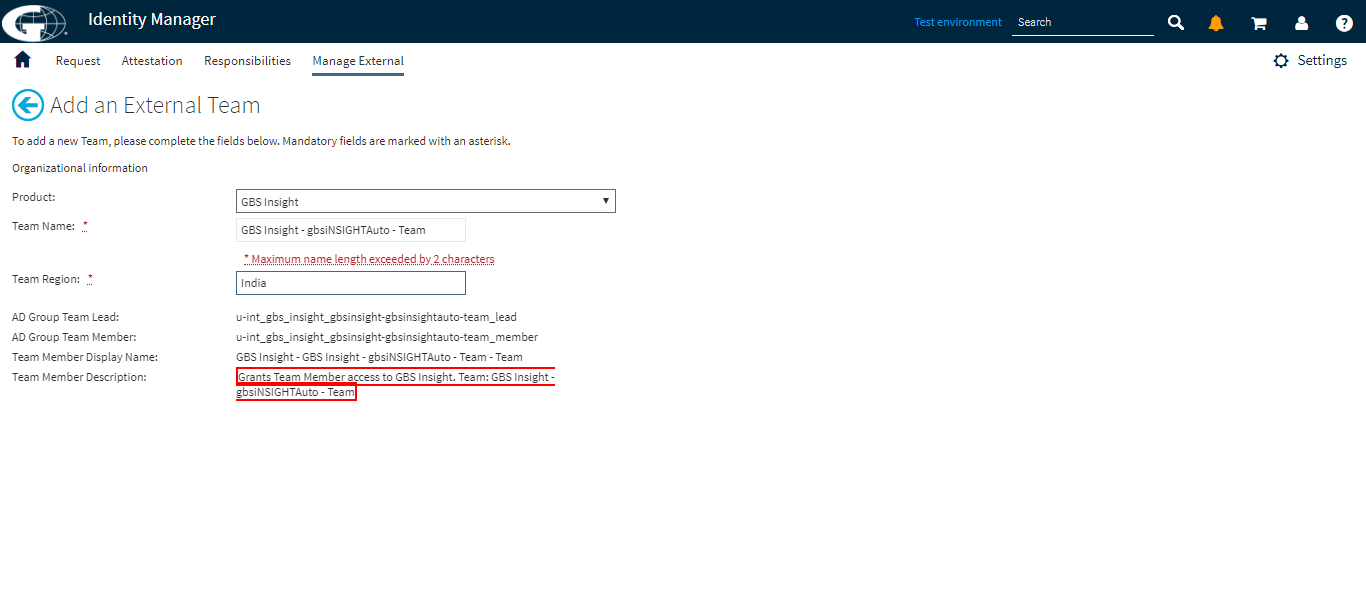 Identity Manager
Test environment
Search
Request Attestation Responsibilities Manage External
Settings
Add an External Team
To add a new Team, please complete the fields below. Mandatory fields are marked with an asterisk.
Organizational information
Product: GBS Insight
Team Name: * GBS Insight - gbsiNSIGHTAuto - Team
* Maximum name length exceeded by 2 characters
Team Region: * India
AD Group Team Lead: u-int_gbs_insight_gbsinsight-gbsinsightauto-team_lead
AD Group Team Member: u-int_gbs_insight_gbsinsight-gbsinsightauto-team_member
Team Member Display Name: GBS Insight - GBS Insight - gbsiNSIGHTAuto - Team - Team
Team Member Description: Grants Team Member access to GBS Insight. Team: GBS Insight -
gbsiNSIGHTAuto - Team